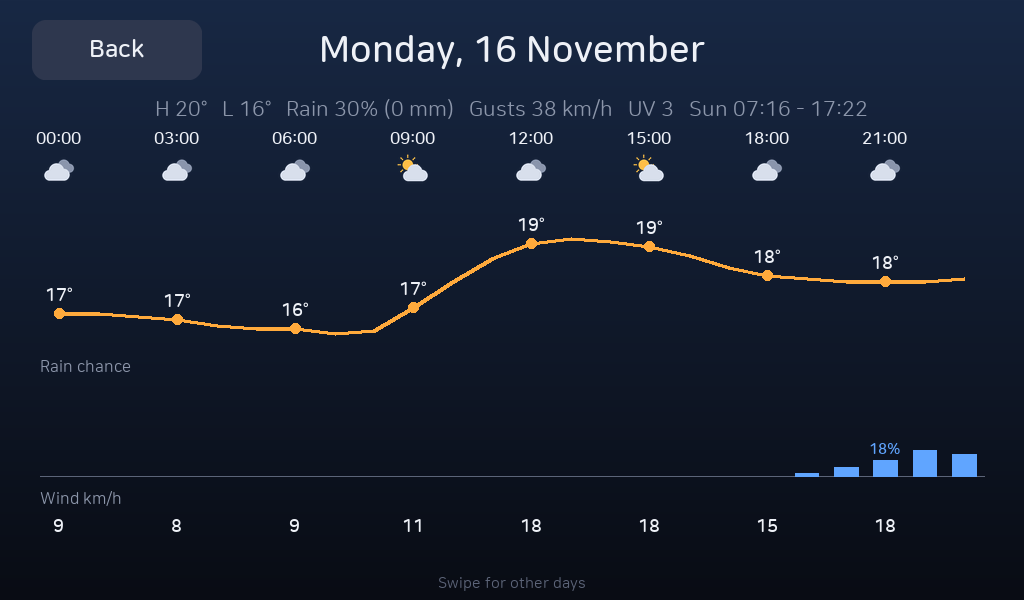 Back
Monday, 16 November
H 20° L 16° Rain 30% (0 mm) Gusts 38 km/h UV 3 Sun 07:16 - 17:22
00:00 03:00 06:00 09:00 12:00 15:00 18:00 21:00
17° 17° 16° 17° 19° 19° 18° 18°
Rain chance
18%
Wind km/h
9 8 9 11 18 18 15 18
Swipe for other days